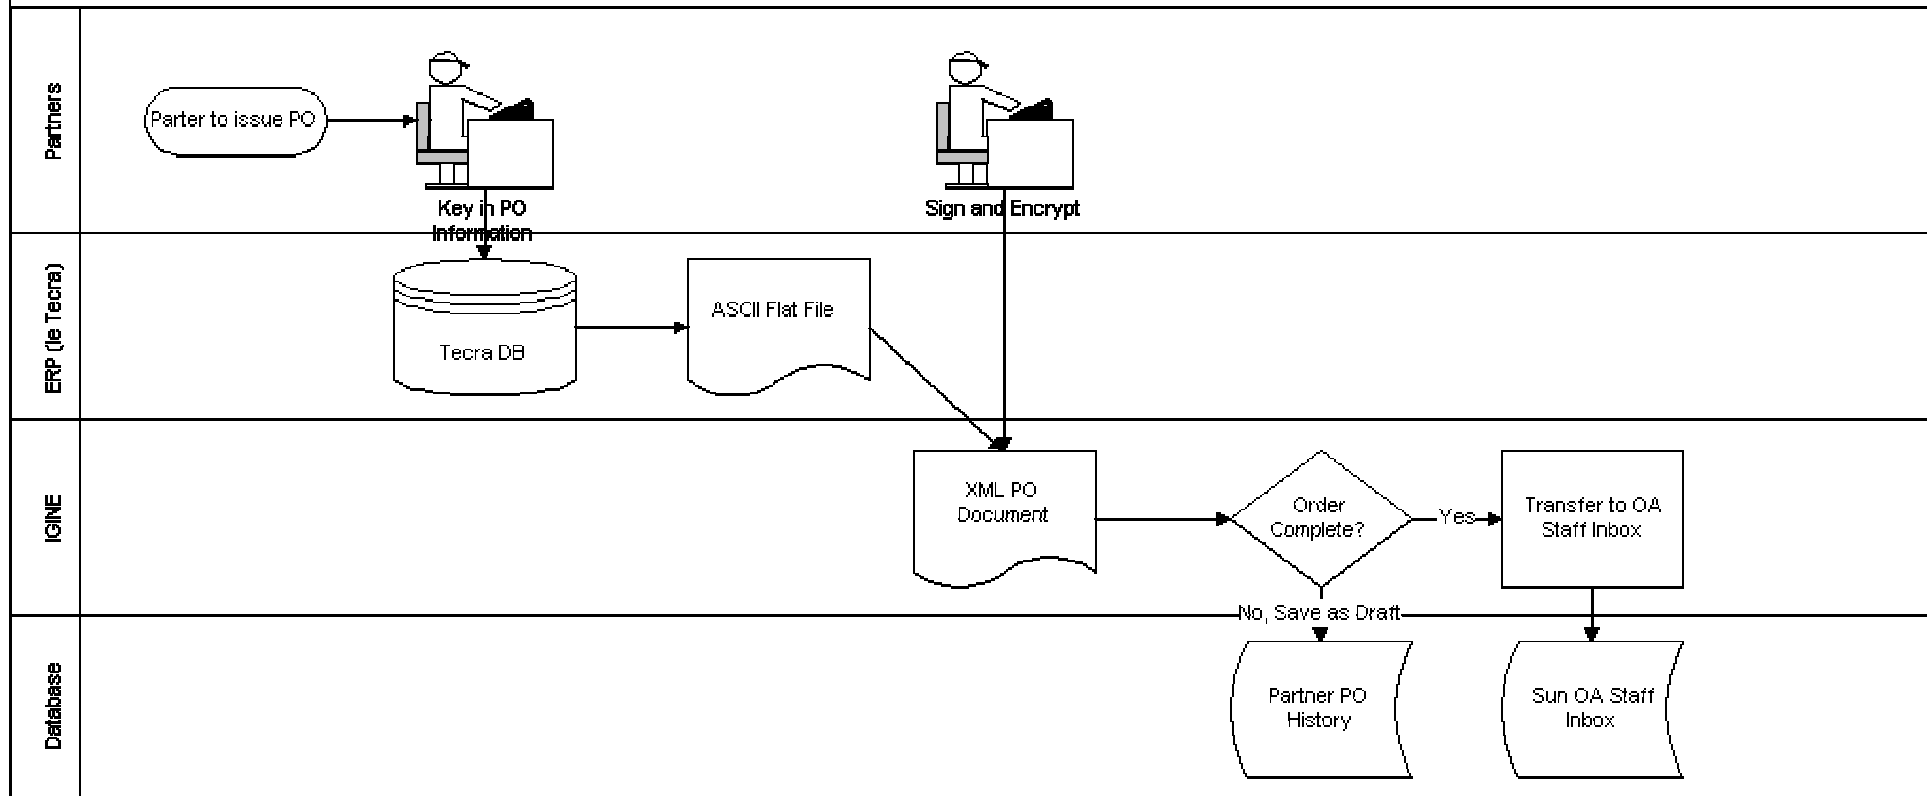 Partners
Parter to issue PO
Key in PO
Information
Sign and Encrypt
ERP (Ie Tecra)
Tecra DB
ASCII Flat File
IGINE
XML PO
Document
Order
Complete?
Yes
Transfer to OA
Staff Inbox
No, Save as Draft
Database
Partner PO
History
Sun OA Staff
Inbox